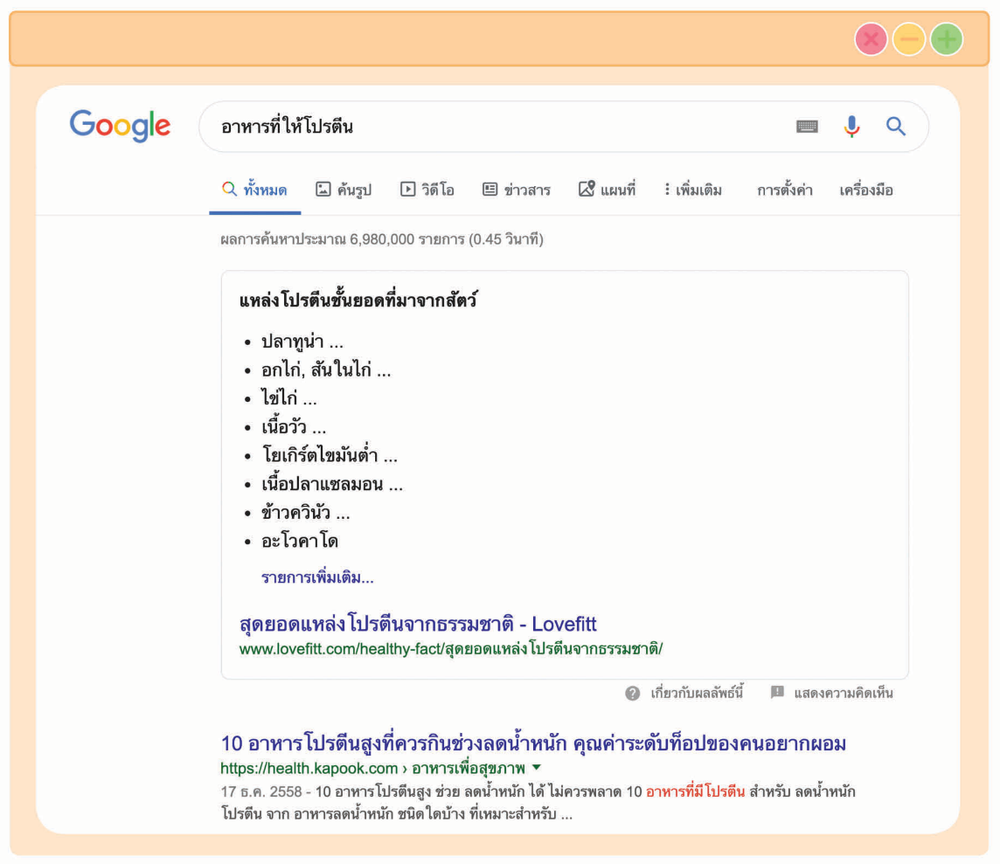 Google
อาหารที่ให้โปรตีน
ทั้งหมด ค้นรูป วิดีโอ ข่าวสาร แผนที่ เพิ่มเติม การตั้งค่า เครื่องมือ
ผลการค้นหาประมาณ 6,980,000 รายการ (0.45 วินาที)
แหล่งโปรตีนชั้นยอดที่มาจากสัตว์
• ปลาทูน่า ...
• อกไก่, สันในไก่ ...
• ไข่ไก่ ...
• เนื้อวัว ...
• โยเกิร์ตไขมันต่ำ ...
• เนื้อปลาแซลมอน ...
• ข้าวควินัว ...
• อะโวคาโด
รายการเพิ่มเติม...
สุดยอดแหล่งโปรตีนจากธรรมชาติ - Lovefitt
www.lovefitt.com/healthy-fact/สุดยอดแหล่งโปรตีนจากธรรมชาติ/
เกี่ยวกับผลลัพธ์นี้ แสดงความคิดเห็น
10 อาหารโปรตีนสูงที่ควรกินช่วงลดน้ำหนัก คุณค่าระดับท็อปของคนอยากผอม
https://health.kapook.com › อาหารเพื่อสุขภาพ
17 ธ.ค. 2558 - 10 อาหารโปรตีนสูง ช่วย ลดน้ำหนัก ได้ ไม่ควรพลาด 10 อาหารที่มีโปรตีน สำหรับ ลดน้ำหนัก
โปรตีน จาก อาหารลดน้ำหนัก ชนิดใดบ้าง ที่เหมาะสำหรับ ...